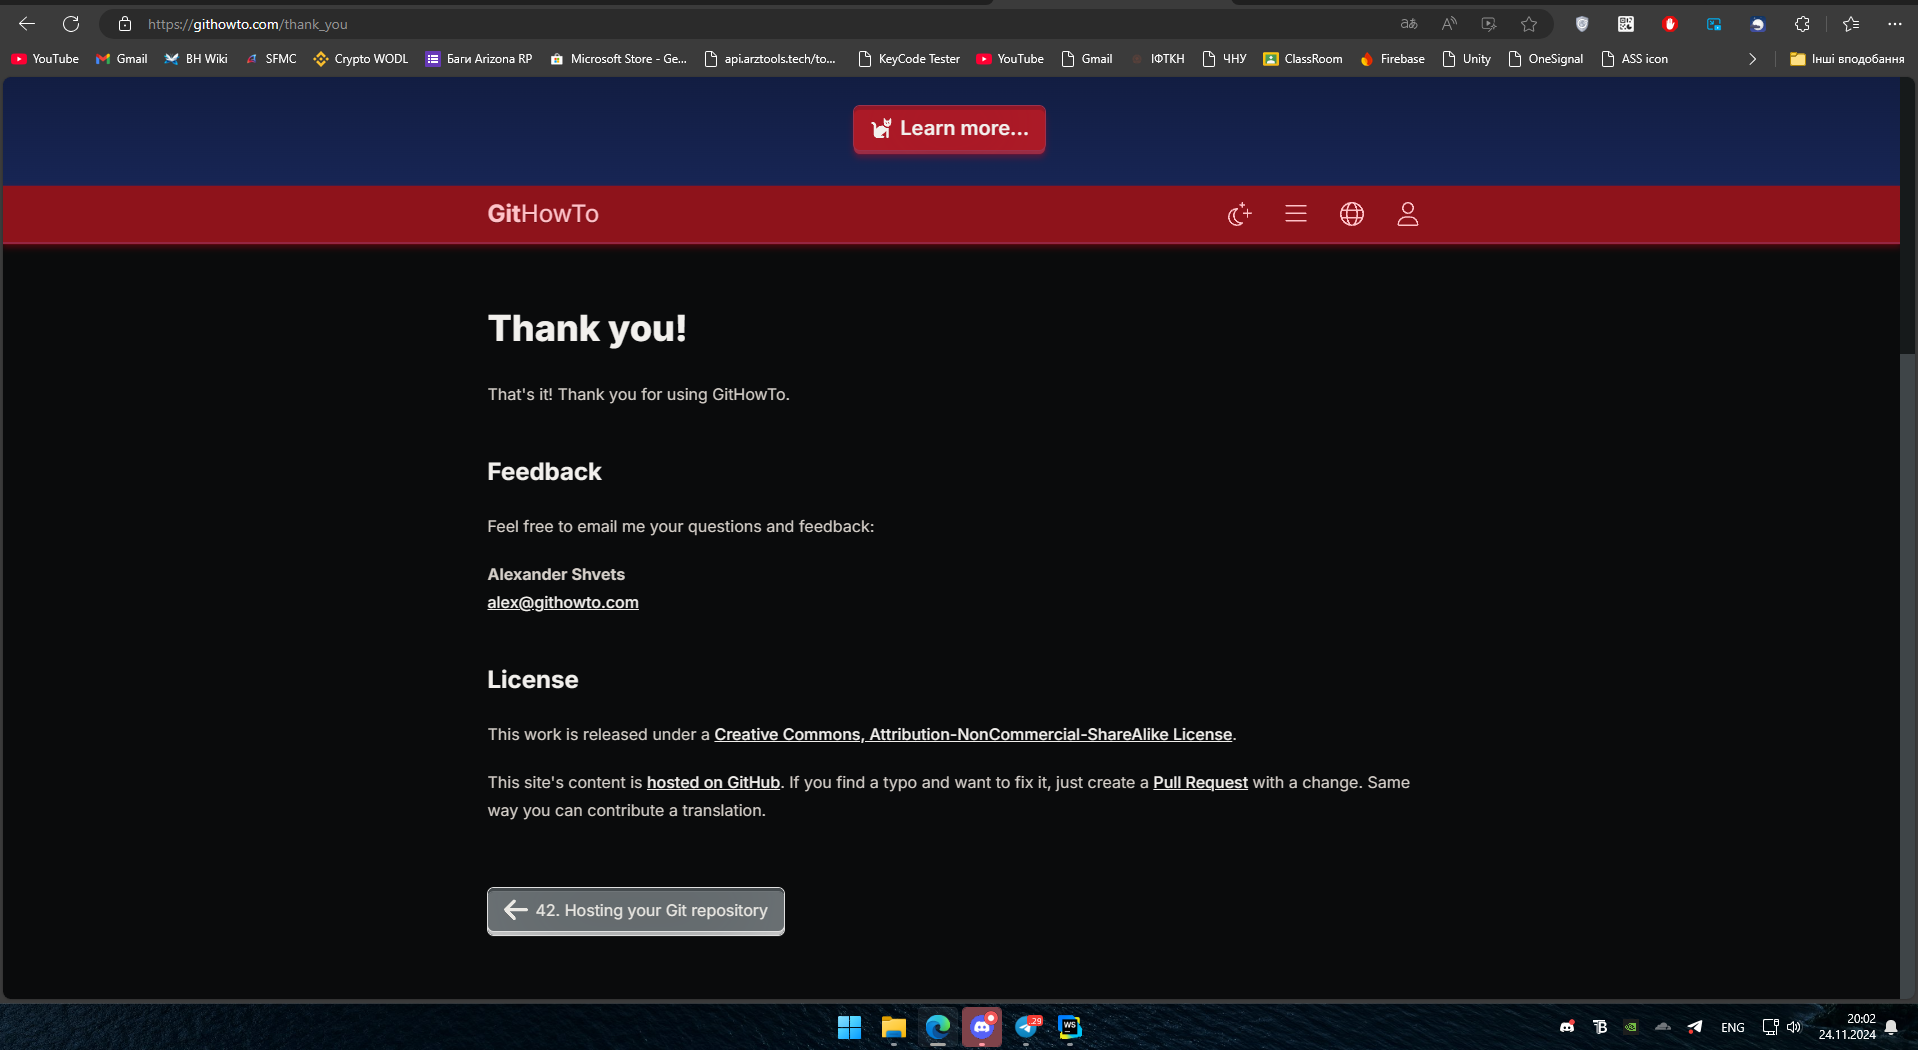 https://githowto.com/thank_you
YouTube Gmail BH Wiki SFMC Crypto WODL Баги Arizona RP Microsoft Store - Ge... api.arztools.tech/to... KeyCode Tester YouTube Gmail ІФТКН ЧНУ ClassRoom Firebase Unity OneSignal ASS icon Інші вподобання
Learn more...
GitHowTo
Thank you!
That's it! Thank you for using GitHowTo.
Feedback
Feel free to email me your questions and feedback:
Alexander Shvets
alex@githowto.com
License
This work is released under a Creative Commons, Attribution-NonCommercial-ShareAlike License.
This site's content is hosted on GitHub. If you find a typo and want to fix it, just create a Pull Request with a change. Same
way you can contribute a translation.
42. Hosting your Git repository
29
WS
ENG
20:02
24.11.2024